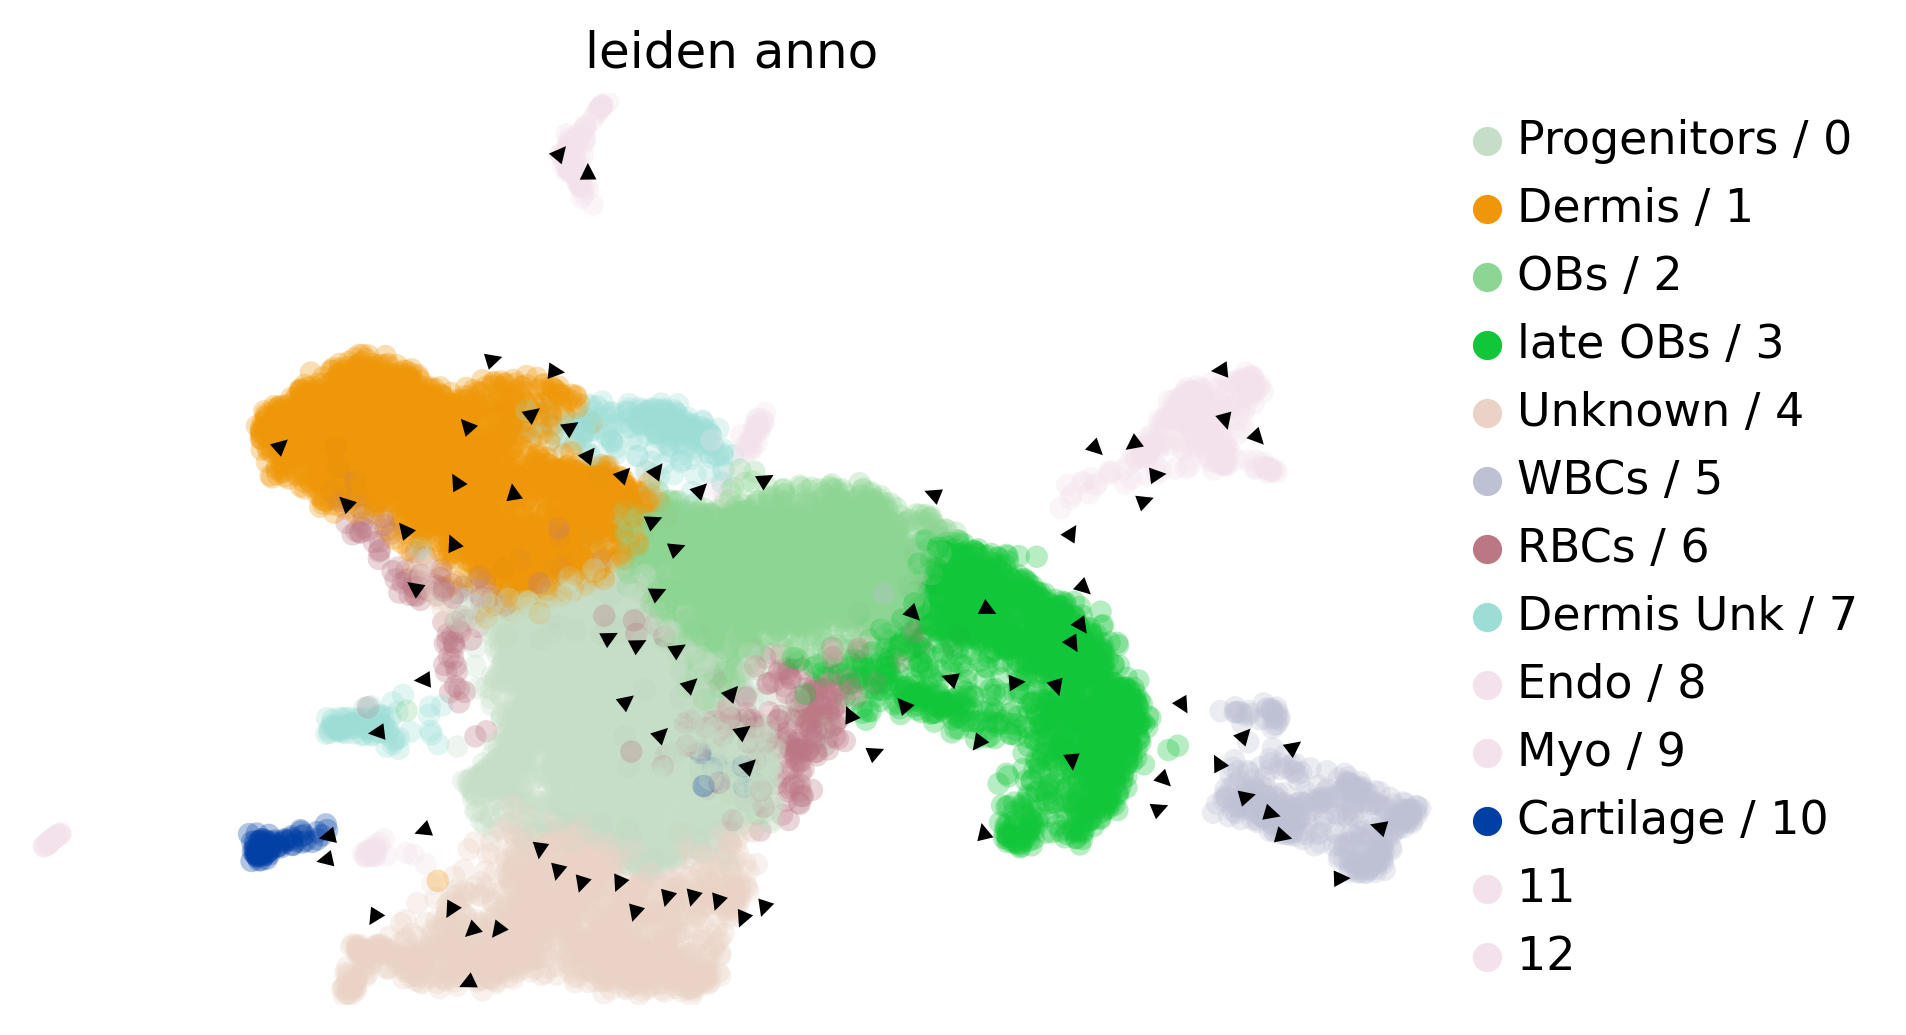 leiden anno
Progenitors / 0
Dermis / 1
OBs / 2
late OBs / 3
Unknown / 4
WBCs / 5
RBCs / 6
Dermis Unk / 7
Endo / 8
Myo / 9
Cartilage / 10
11
12